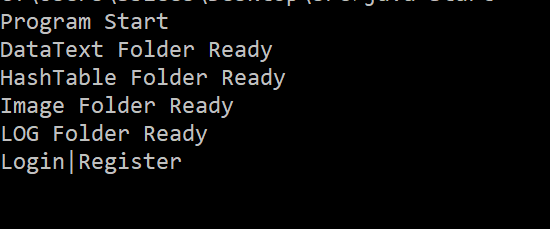 Program Start
DataText Folder Ready
HashTable Folder Ready
Image Folder Ready
LOG Folder Ready
Login|Register